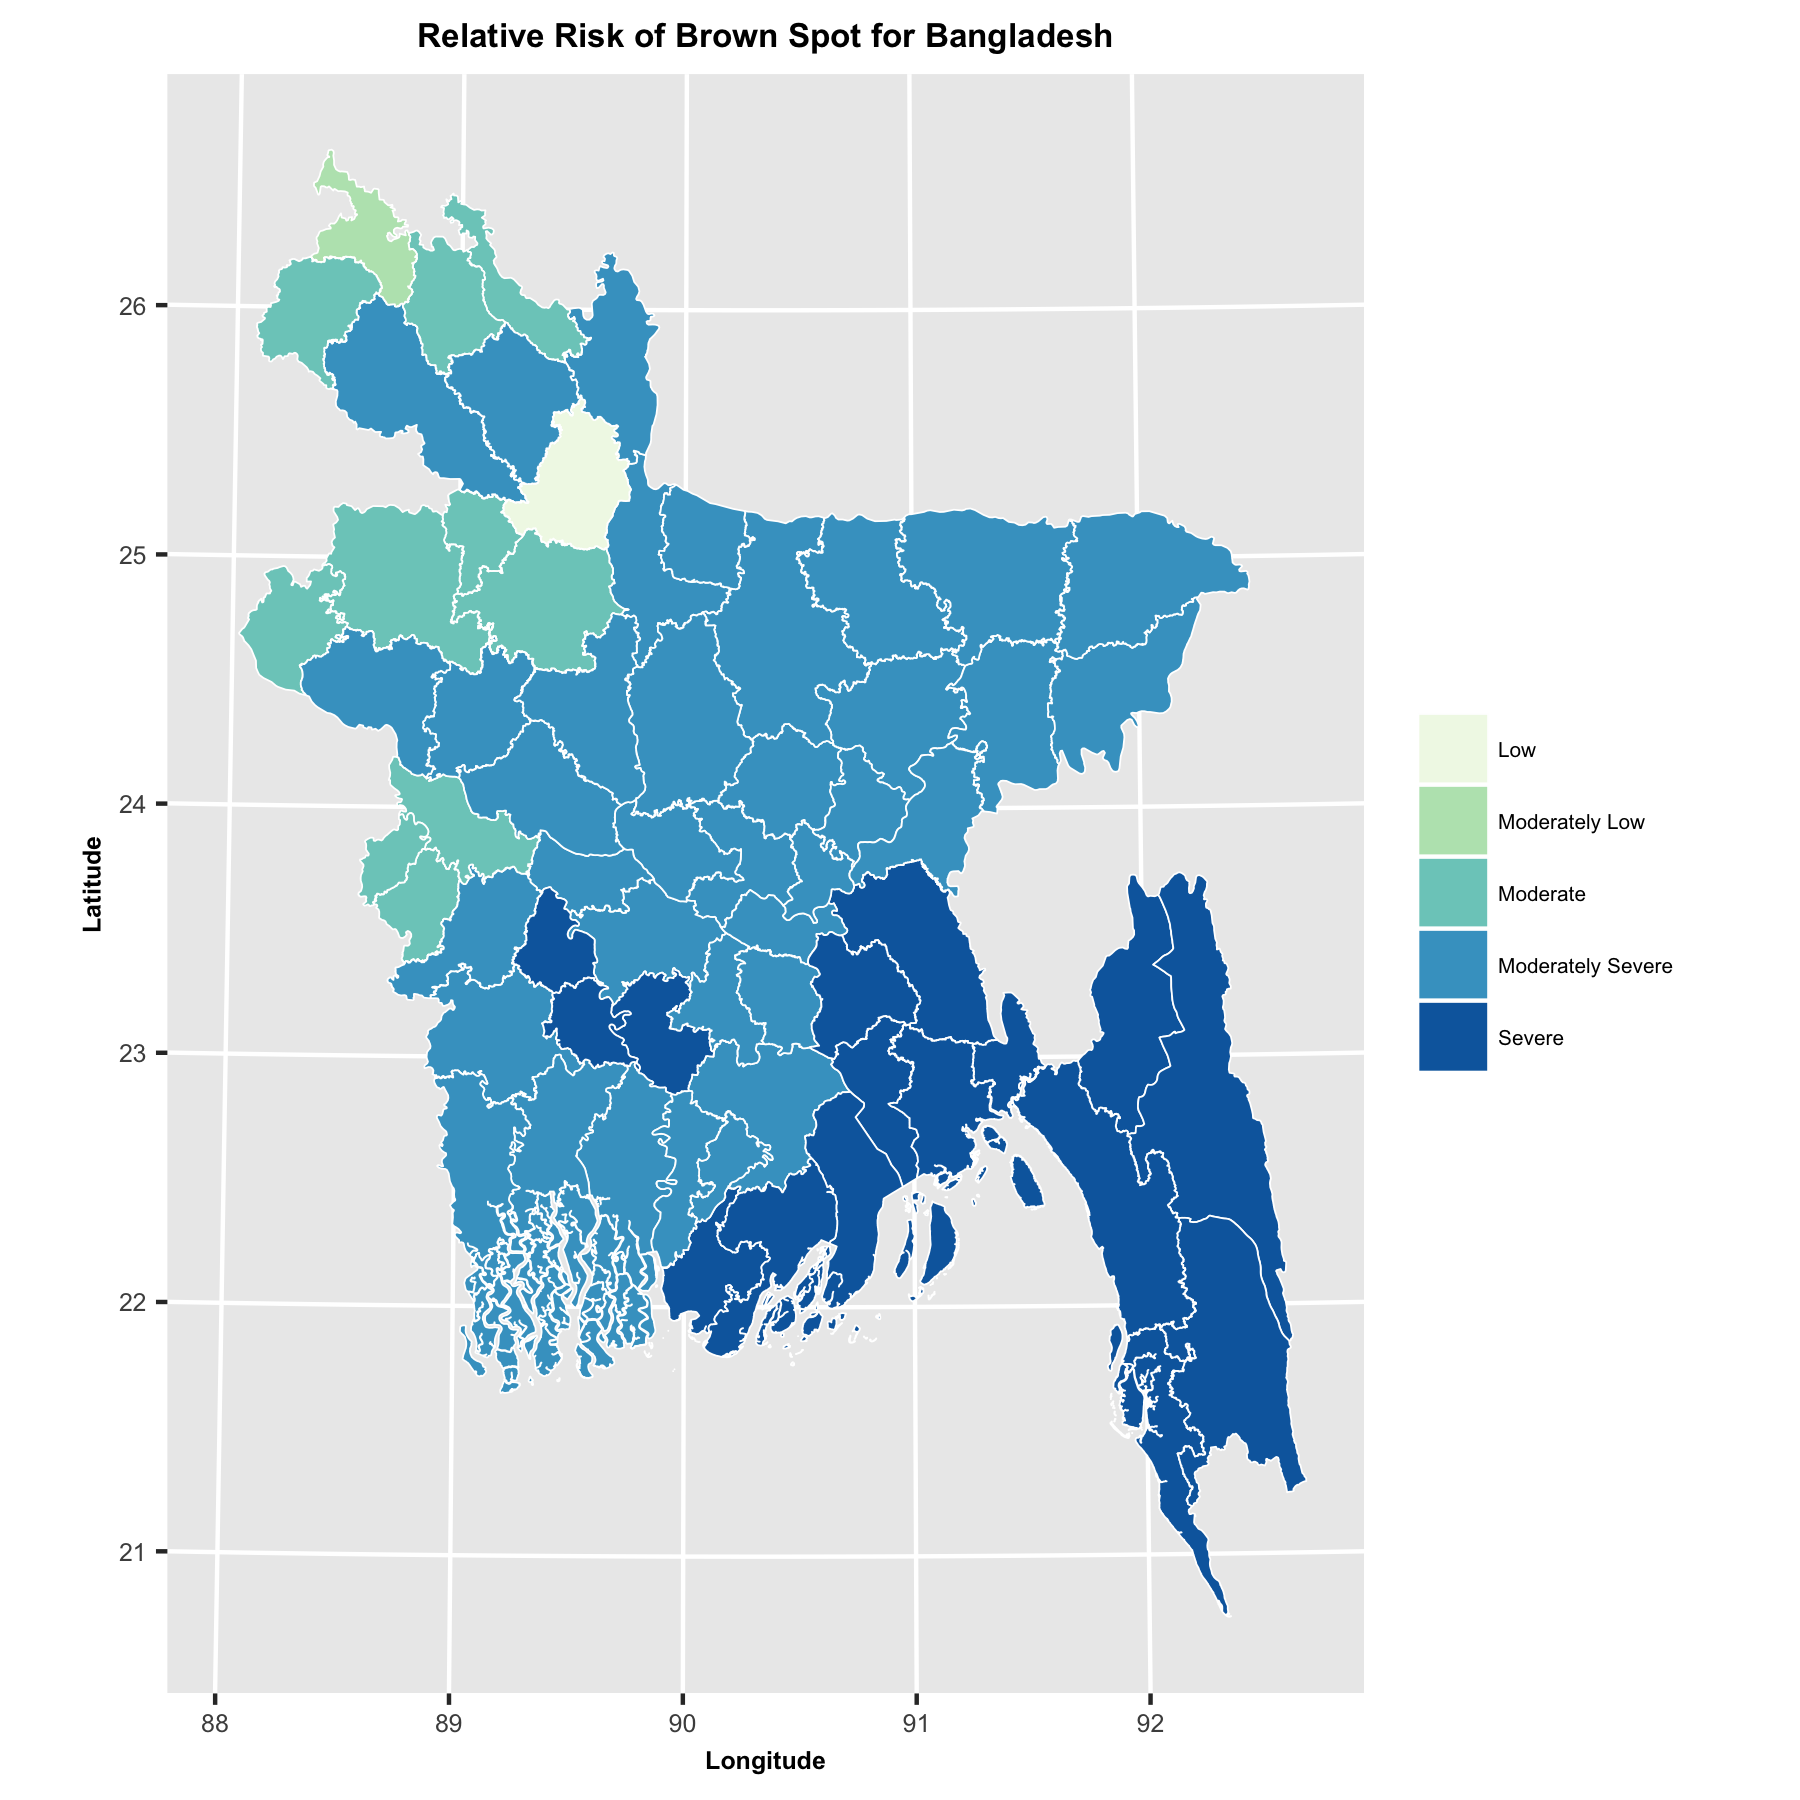 Relative Risk of Brown Spot for Bangladesh
26
25
24
23
22
21
Latitude
88 89 90 91 92
Longitude
Low
Moderately Low
Moderate
Moderately Severe
Severe